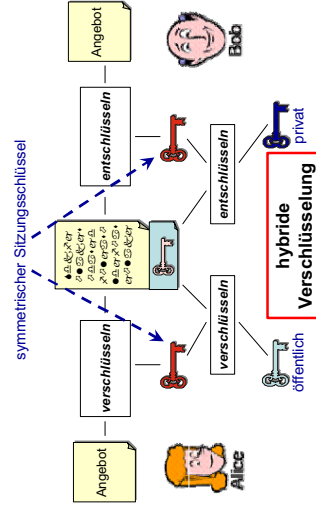 symmetrischer Sitzungsschlüssel
Angebot
verschlüsseln
entschlüsseln
Angebot
Alice
verschlüsseln
entschlüsseln
Bob
öffentlich
privat
hybride
Verschlüsselung